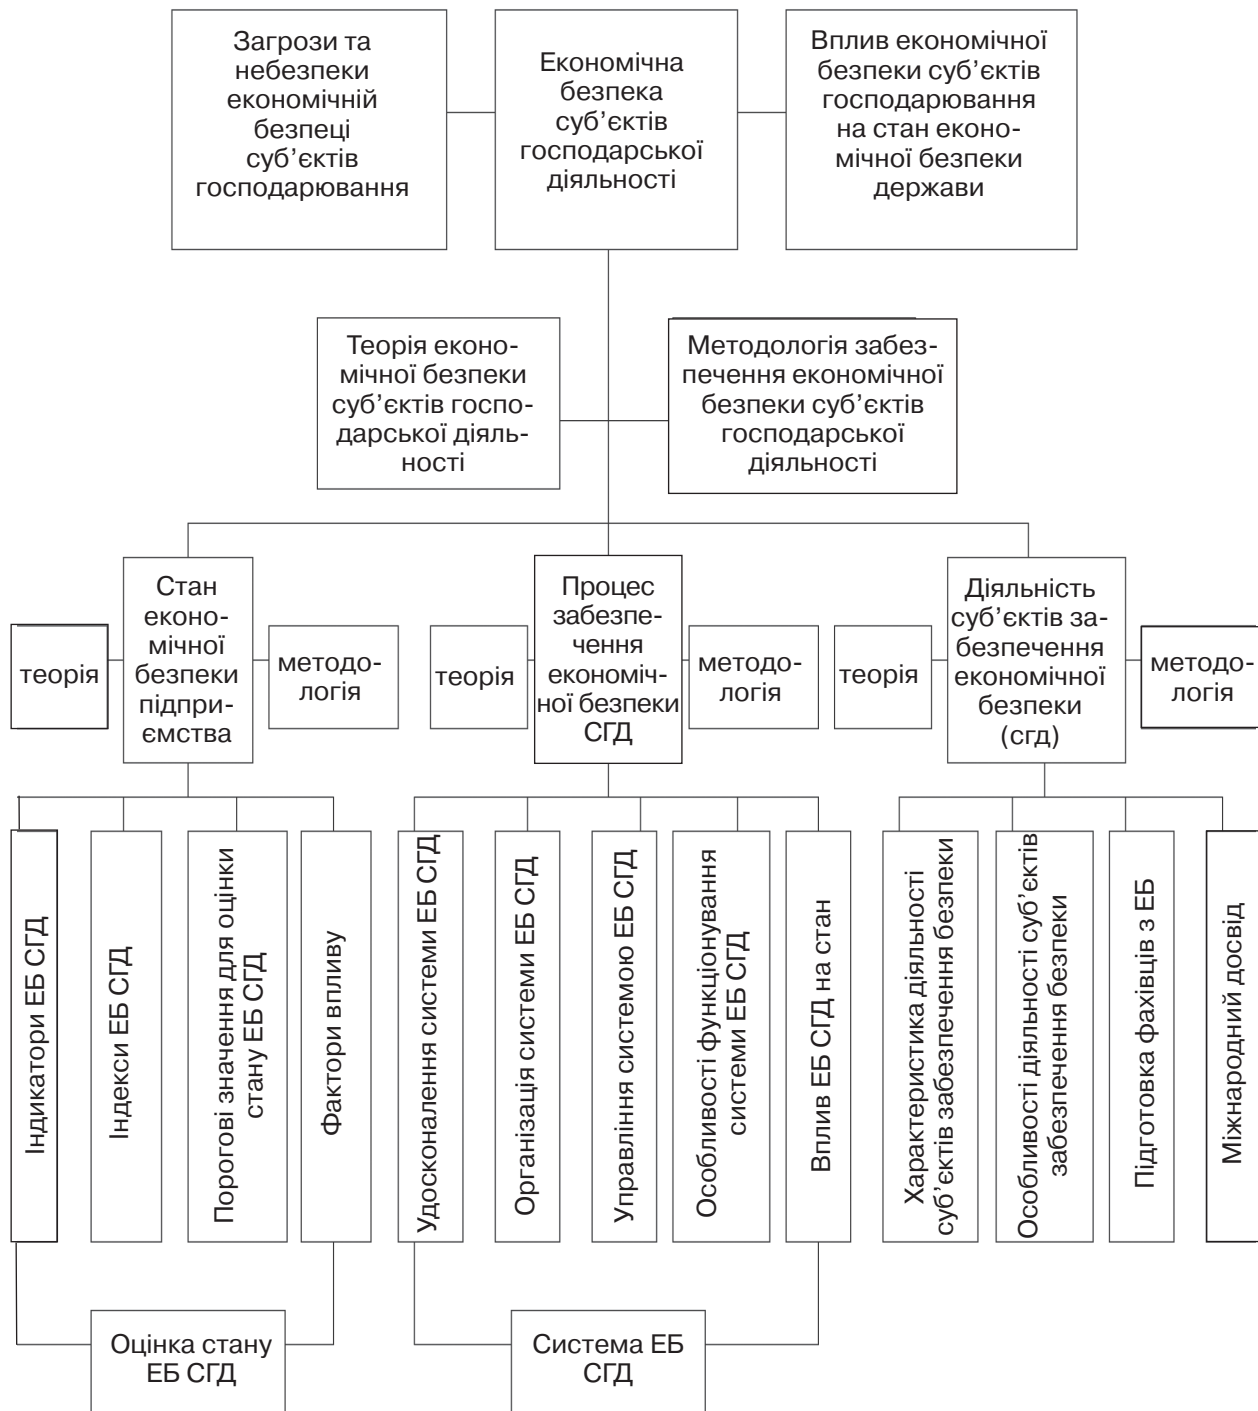 Загрози та
небезпеки
економічній
безпеці
суб’єктів
господарювання
Економічна
безпека
суб’єктів
господарської
діяльності
Вплив економічної
безпеки суб’єктів
господарювання
на стан еконо-
мічної безпеки
держави
Теорія еконо-
мічної безпеки
суб’єктів госпо-
дарської діяль-
ності
Методологія забез-
печення економічної
безпеки суб’єктів
господарської
діяльності
теорія
Стан
еконо-
мічної
безпеки
підпри-
ємства
методо-
логія
теорія
Процес
забезпе-
чення
економіч-
ної безпеки
СГД
методо-
логія
теорія
Діяльність
суб’єктів за-
безпечення
економічної
безпеки
(сгд)
методо-
логія
Індикатори ЕБ СГД
Індекси ЕБ СГД
Порогові значення для оцінки
стану ЕБ СГД
Фактори впливу
Удосконалення системи ЕБ СГД
Організація системи ЕБ СГД
Управління системою ЕБ СГД
Особливості функціонування
системи ЕБ СГД
Вплив ЕБ СГД на стан
Характеристика діяльності
суб’єктів забезпечення безпеки
Особливості діяльності суб’єктів
забезпечення безпеки
Підготовка фахівців з ЕБ
Міжнародний досвід
Оцінка стану
ЕБ СГД
Система ЕБ
СГД